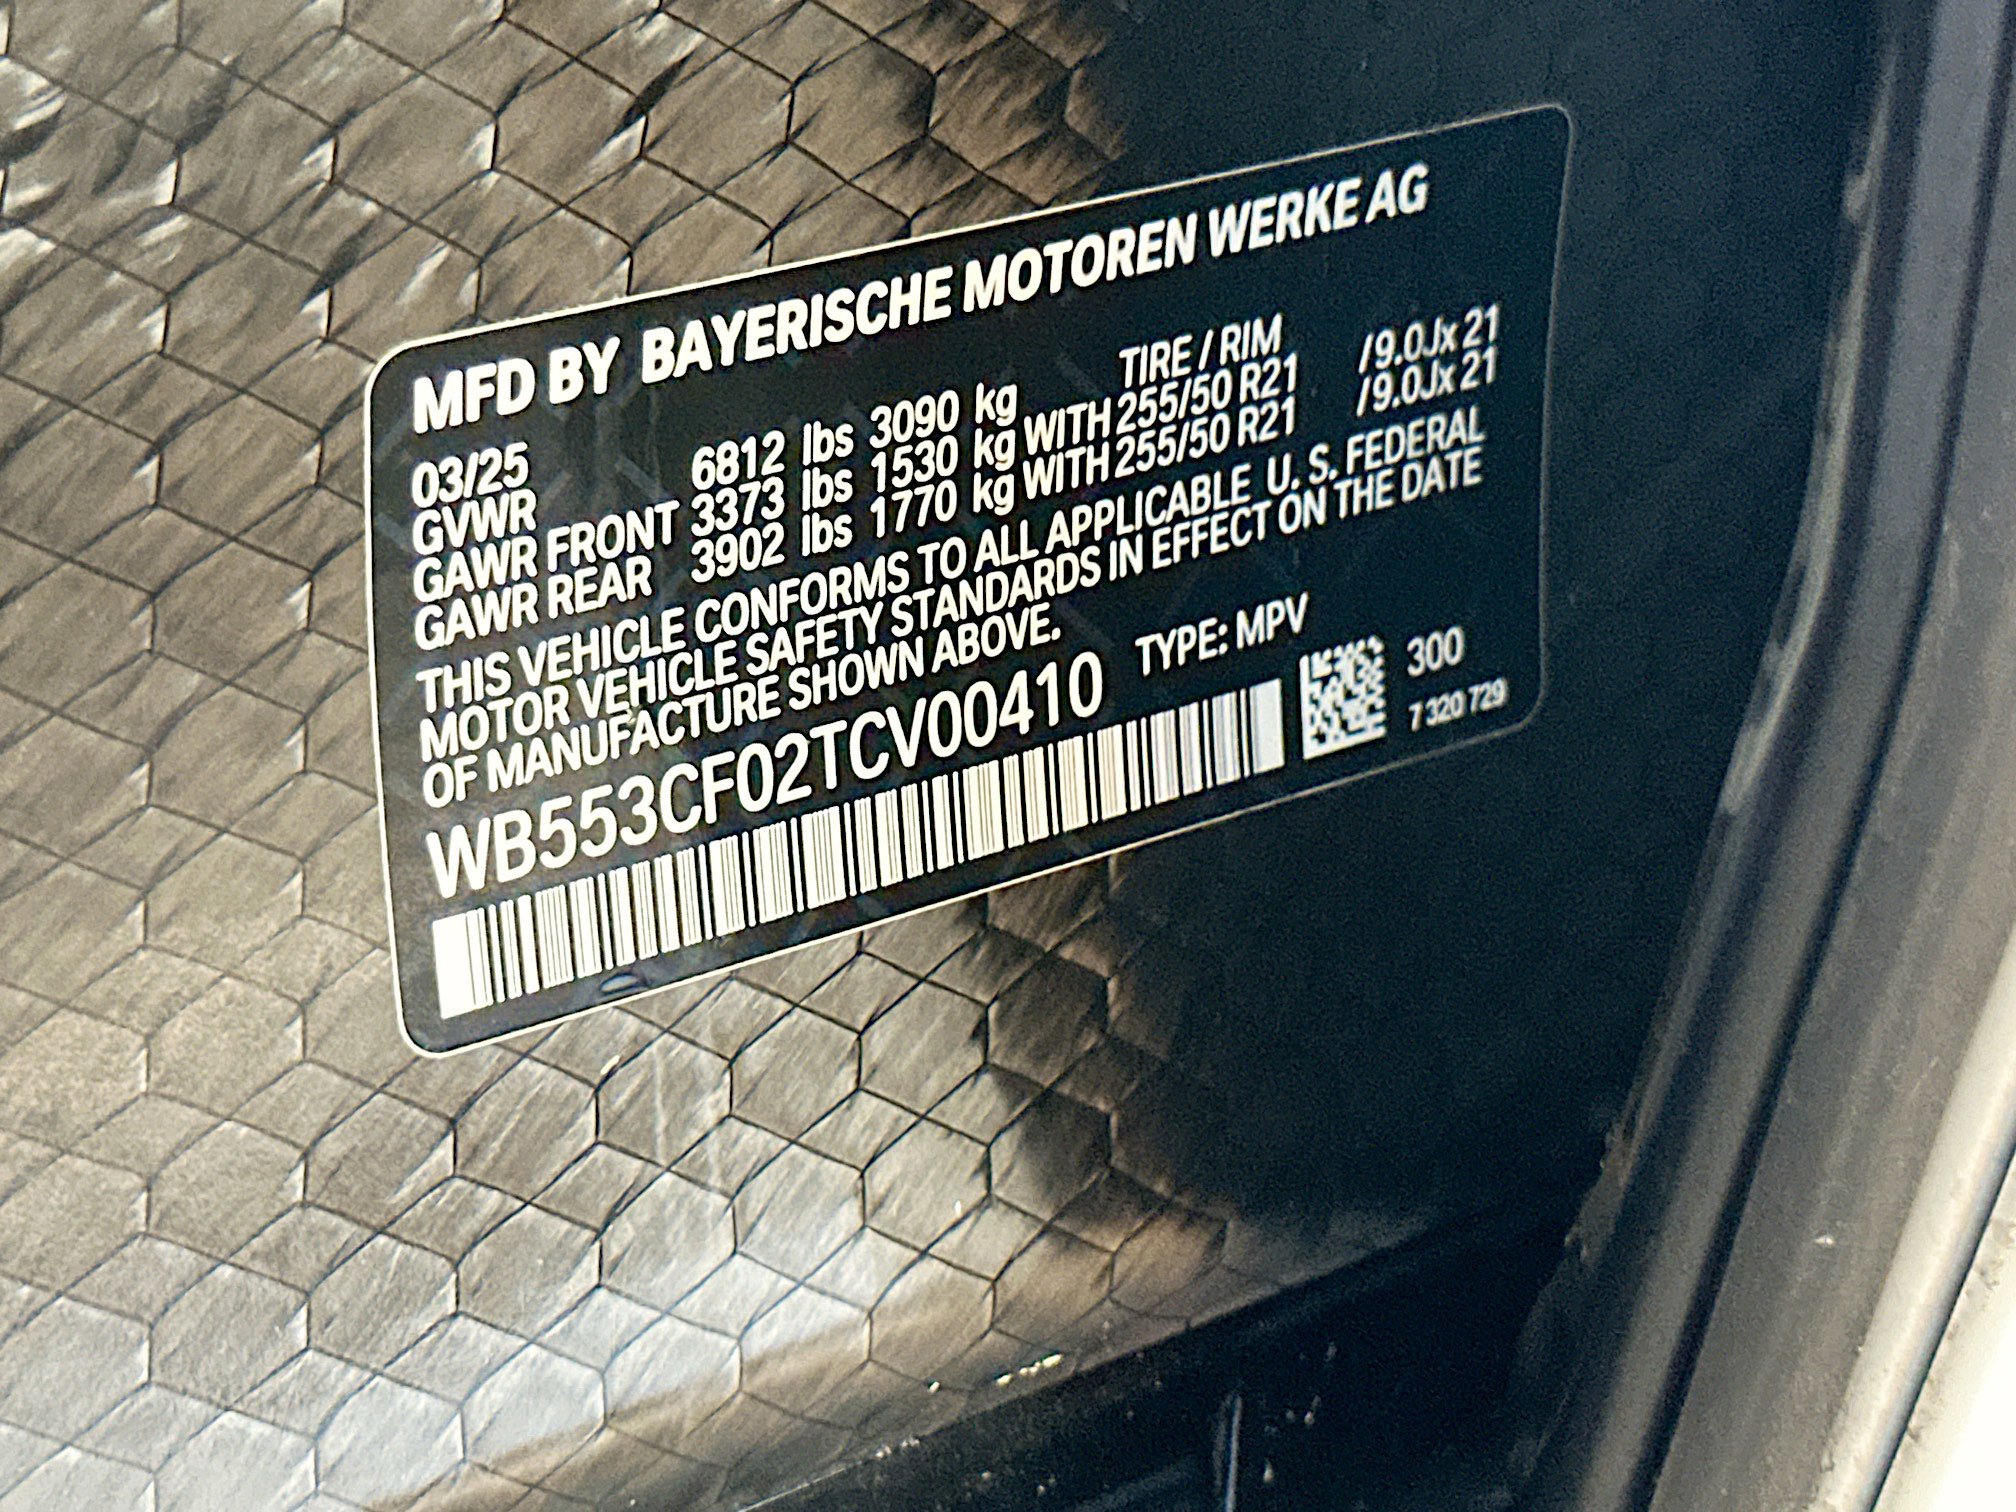 MFD BY BAYERISCHE MOTOREN WERKE AG
03/25 TIRE / RIM
GVWR 6812 lbs 3090 kg
GAWR FRONT 3373 lbs 1530 kg WITH 255/50 R21 /9.0Jx 21
GAWR REAR 3902 lbs 1770 kg WITH 255/50 R21 /9.0Jx 21
THIS VEHICLE CONFORMS TO ALL APPLICABLE U. S. FEDERAL
MOTOR VEHICLE SAFETY STANDARDS IN EFFECT ON THE DATE
OF MANUFACTURE SHOWN ABOVE.
WB553CF02TCV00410 TYPE: MPV
300
7 320 729